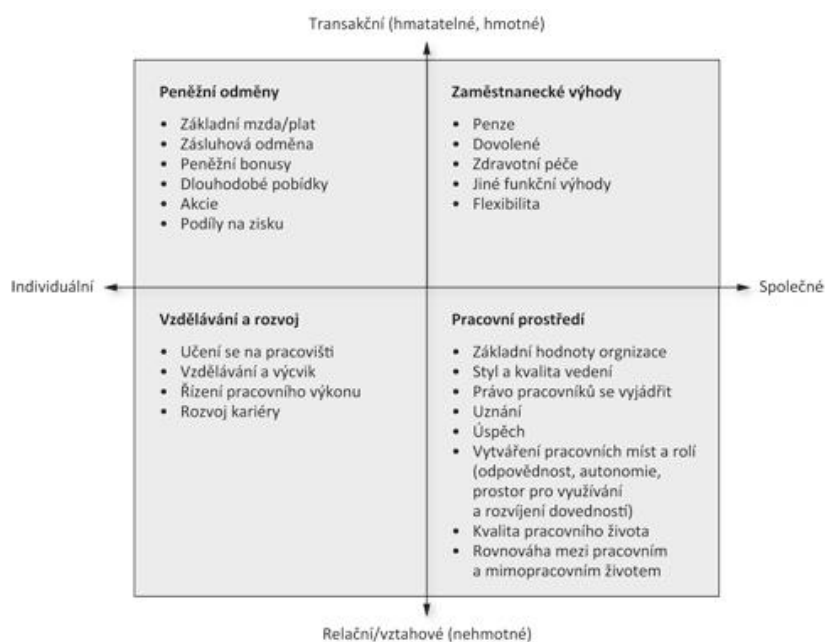 Transakční (hmatatelné, hmotné)
Peněžní odměny
• Základní mzda/plat
• Zásluhová odměna
• Peněžní bonusy
• Dlouhodobé pobídky
• Akcie
• Podíly na zisku
Zaměstnanecké výhody
• Penze
• Dovolené
• Zdravotní péče
• Jiné funkční výhody
• Flexibilita
Individuální
Společné
Vzdělávání a rozvoj
• Učení se na pracovišti
• Vzdělávání a výcvik
• Řízení pracovního výkonu
• Rozvoj kariéry
Pracovní prostředí
• Základní hodnoty orgnizace
• Styl a kvalita vedení
• Právo pracovníků se vyjádřit
• Uznání
• Úspěch
• Vytváření pracovních míst a rolí
(odpovědnost, autonomie,
prostor pro využívání
a rozvíjení dovedností)
• Kvalita pracovního života
• Rovnováha mezi pracovním
a mimopracovním životem
Relační/vztahové (nehmotné)